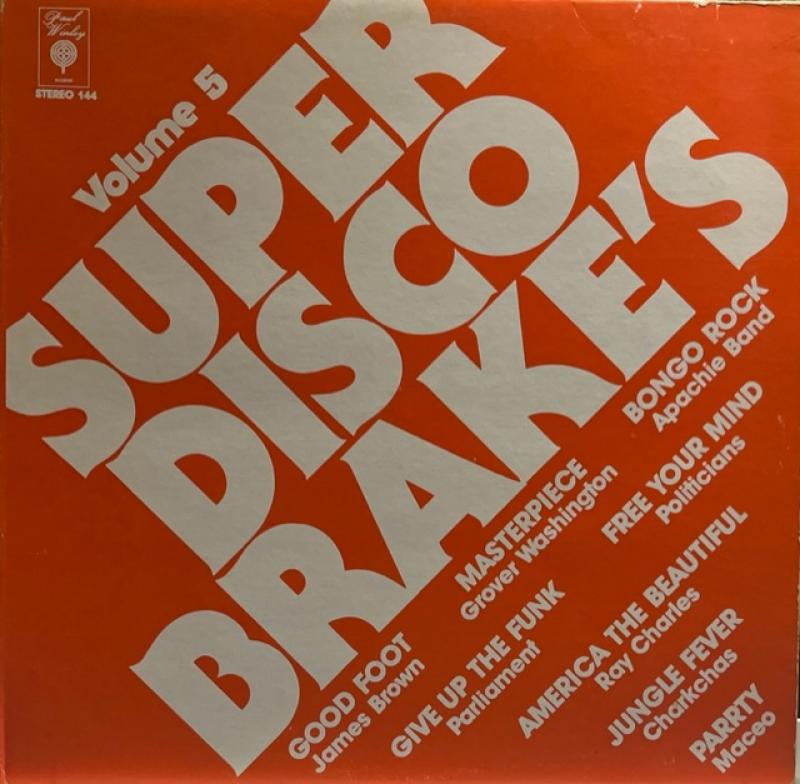 Paul
Winley
RECORDS
STEREO 144
Volume 5
SUPER
DISCO
BRAKE'S
BONGO ROCK
Apachie Band
FREE YOUR MIND
Politicians
MASTERPIECE
Grover Washington
AMERICA THE BEAUTIFUL
Ray Charles
GIVE UP THE FUNK
Parliament
GOOD FOOT
James Brown
JUNGLE FEVER
Charkchas
PARRTY
Maceo